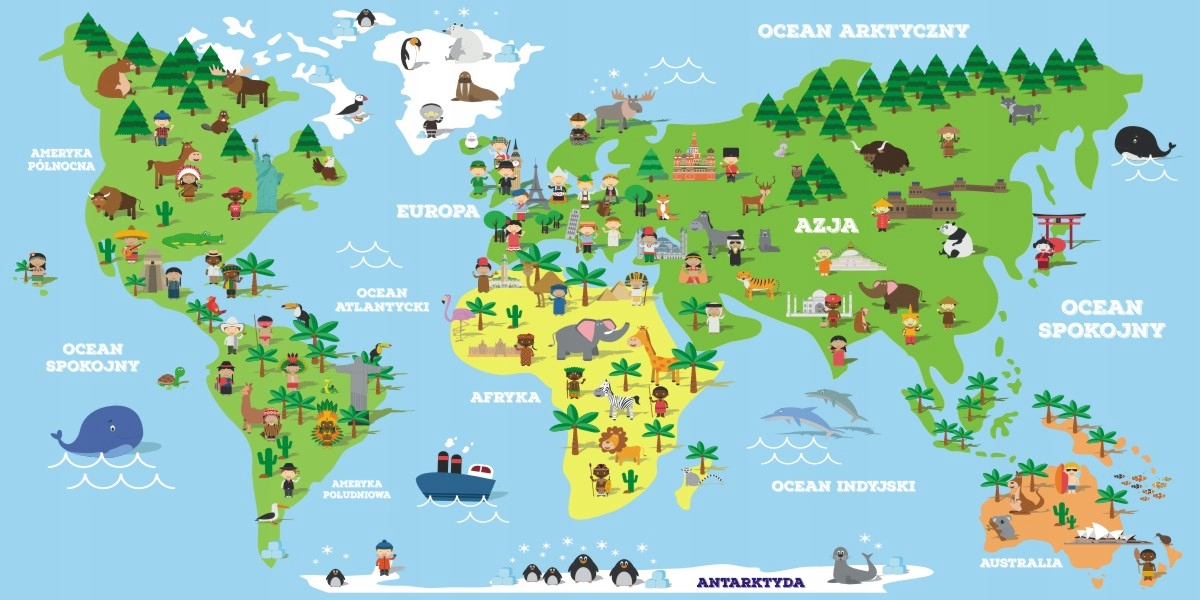 OCEAN ARKTYCZNY
AMERYKA
PÓŁNOCNA
EUROPA
AZJA
OCEAN
ATLANTYCKI
OCEAN
SPOKOJNY
OCEAN
SPOKOJNY
AFRYKA
AMERYKA
POŁUDNIOWA
OCEAN INDYJSKI
AUSTRALIA
ANTARKTYDA